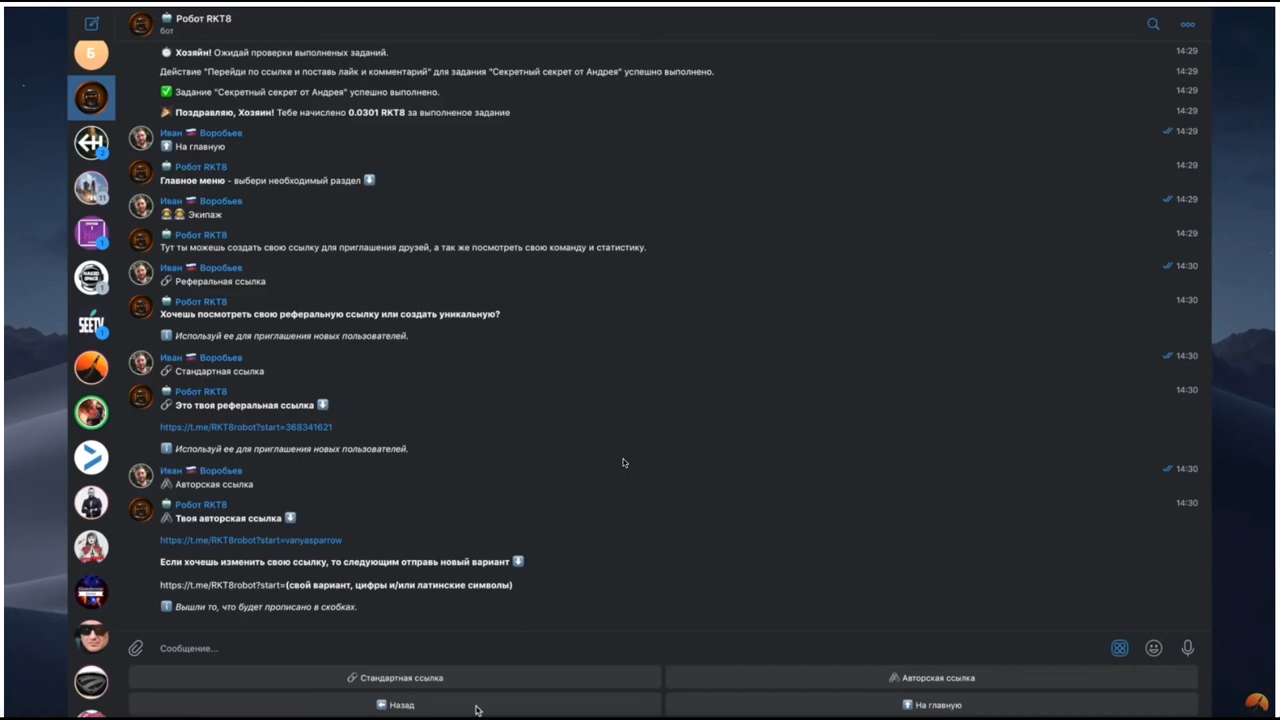 Робот RKT8
бот
Б
Хозяин! Ожидай проверки выполненых заданий. 14:29
Действие "Перейди по ссылке и поставь лайк и комментарий" для задания "Секретный секрет от Андрея" успешно выполнено. 14:29
Задание "Секретный секрет от Андрея" успешно выполнено. 14:29
Поздравляю, Хозяин! Тебе начислено 0.0301 RKT8 за выполненое задание 14:29
Иван Воробьев 14:29
На главную
Робот RKT8 14:29
Главное меню - выбери необходимый раздел
Иван Воробьев 14:29
Экипаж
Робот RKT8 14:29
Тут ты можешь создать свою ссылку для приглашения друзей, а так же посмотреть свою команду и статистику.
Иван Воробьев 14:30
Реферальная ссылка
Робот RKT8 14:30
Хочешь посмотреть свою реферальную ссылку или создать уникальную?
Используй ее для приглашения новых пользователей.
Иван Воробьев 14:30
Стандартная ссылка
Робот RKT8 14:30
Это твоя реферальная ссылка
https://t.me/RKT8robot?start=368341621
Используй ее для приглашения новых пользователей.
Иван Воробьев 14:30
Авторская ссылка
Робот RKT8 14:30
Твоя авторская ссылка
https://t.me/RKT8robot?start=vanyasparrow
Если хочешь изменить свою ссылку, то следующим отправь новый вариант
https://t.me/RKT8robot?start=(свой вариант, цифры и/или латинские символы)
Вышли то, что будет прописано в скобках.
Сообщение...
Стандартная ссылка
Авторская ссылка
Назад
На главную
11
1
1
SEETV
1